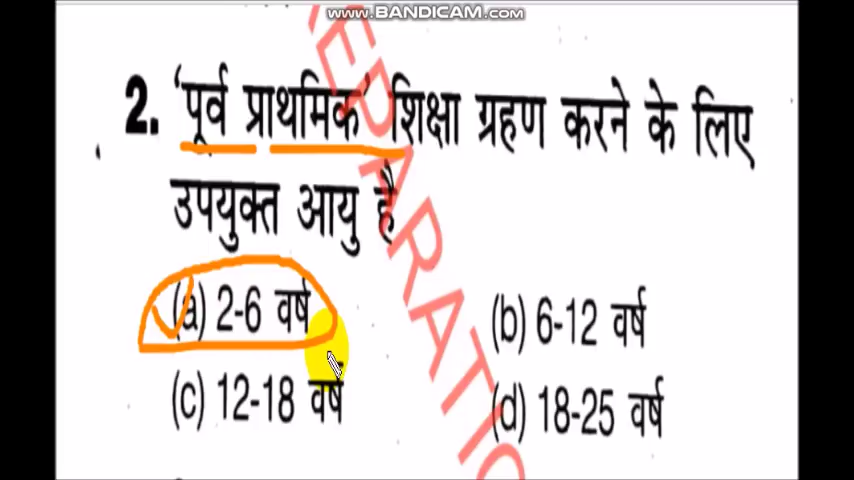 www.BANDICAM.com
2. 'पूर्व प्राथमिक' शिक्षा ग्रहण करने के लिए
उपयुक्त आयु है
(a) 2-6 वर्ष
(b) 6-12 वर्ष
(c) 12-18 वर्ष
(d) 18-25 वर्ष